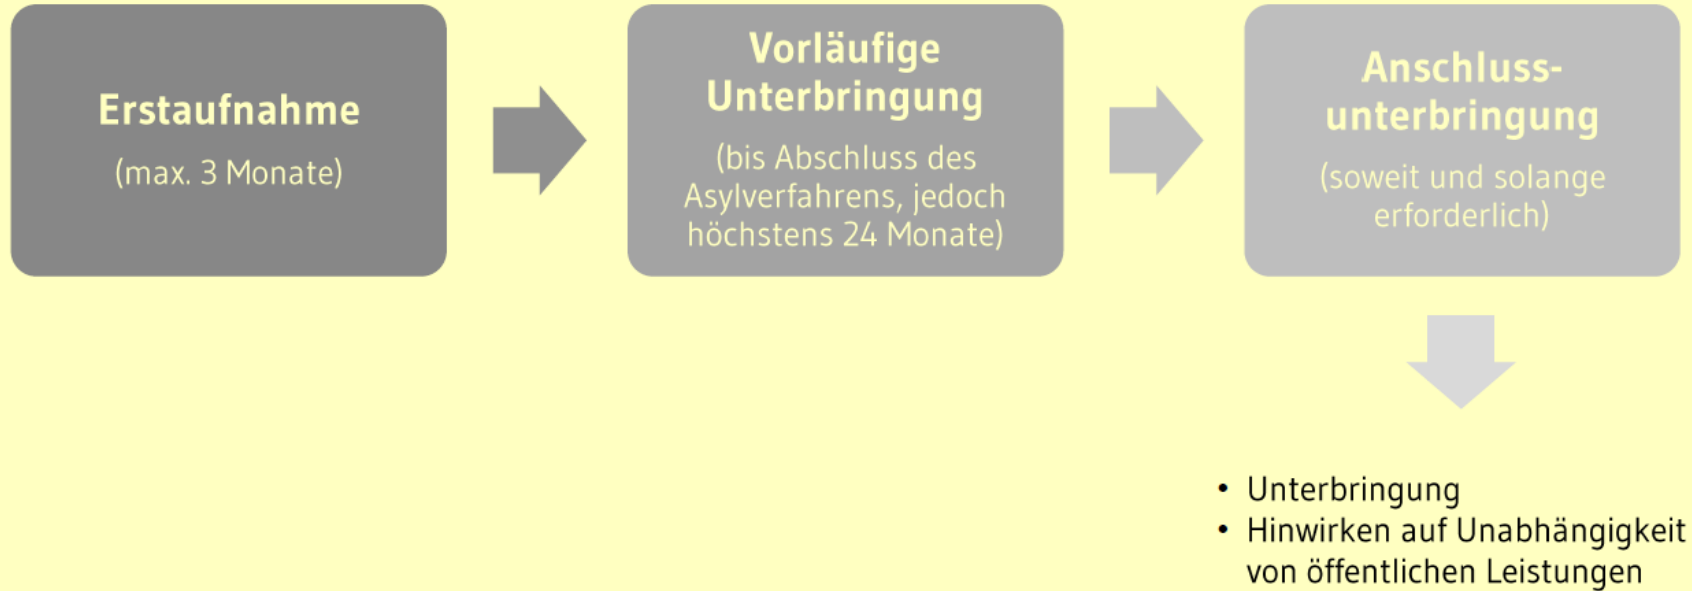 Erstaufnahme
(max. 3 Monate)
Vorläufige
Unterbringung
(bis Abschluss des
Asylverfahrens, jedoch
höchstens 24 Monate)
Anschluss-
unterbringung
(soweit und solange
erforderlich)
• Unterbringung
• Hinwirken auf Unabhängigkeit
von öffentlichen Leistungen